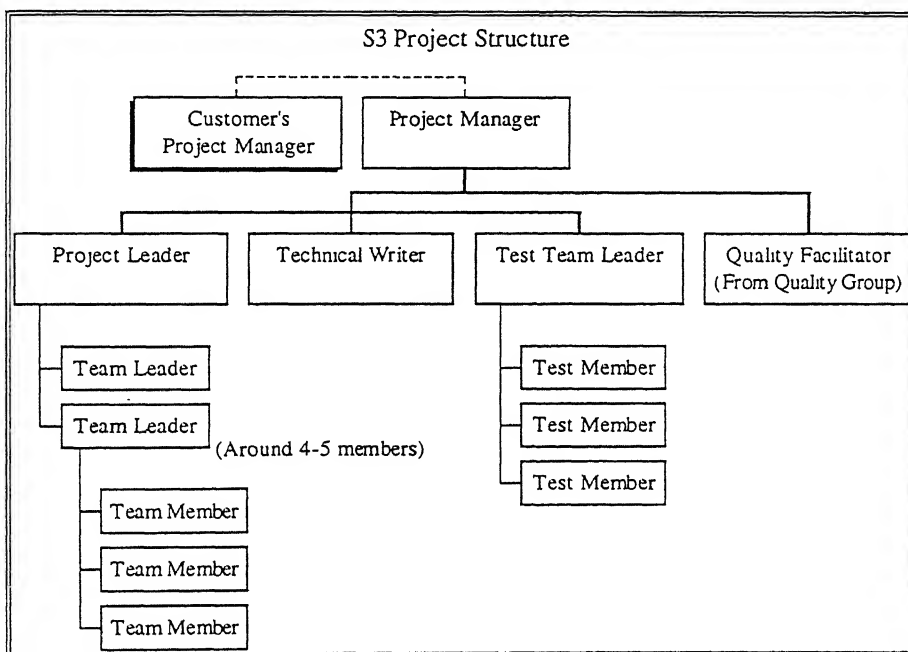 S3 Project Structure
Customer's
Project Manager
Project Manager
Project Leader
Technical Writer
Test Team Leader
Quality Facilitator
(From Quality Group)
Team Leader
Team Leader
(Around 4-5 members)
Team Member
Team Member
Team Member
Test Member
Test Member
Test Member